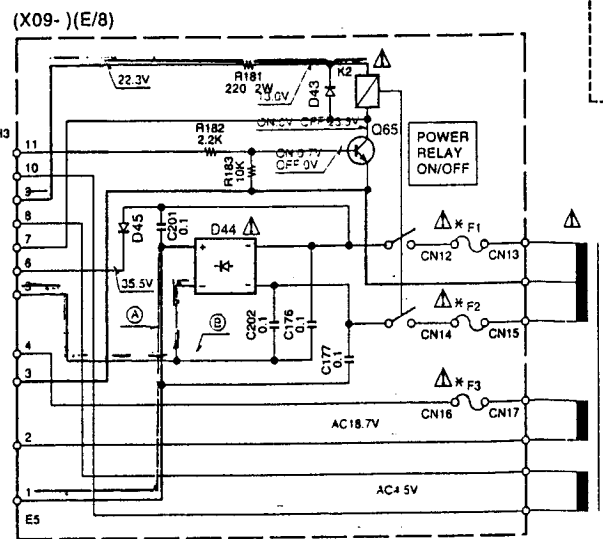 (X09- )(E/8)
22.3V
R181
220 2W
13.0V
D43
K2
ON:0V OFF:23.9V
Q65
POWER
RELAY
ON/OFF
11
R182
2.2K
R183
10K
ON:0.7V
OFF:0V
10
9
8
7
6
5
4
3
2
1
E5
D45
C201
0.1
D44
+
35.5V
A
B
C202
0.1
C176
0.1
C177
0.1
* F1
CN12
CN13
* F2
CN14
CN15
* F3
CN16
CN17
AC18.7V
AC4.5V